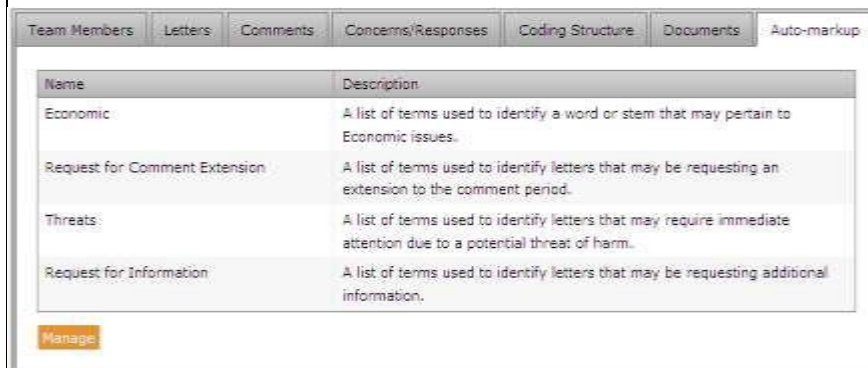 Team Members Letters Comments Concerns/Responses Coding Structure Documents Auto-markup
Name Description
Economic A list of terms used to identify a word or stem that may pertain to
Economic issues.
Request for Comment Extension A list of terms used to identify letters that may be requesting an
extension to the comment period.
Threats A list of terms used to identify letters that may require immediate
attention due to a potential threat of harm.
Request for Information A list of terms used to identify letters that may be requesting additional
information.
Manage